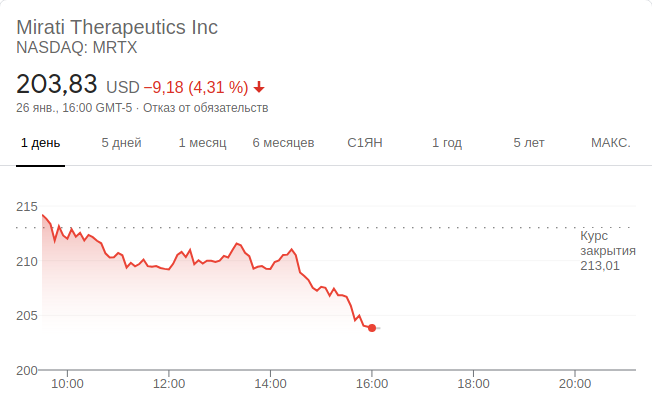 Mirati Therapeutics Inc
NASDAQ: MRTX
203,83 USD −9,18 (4,31 %)
26 янв., 16:00 GMT-5 · Отказ от обязательств
1 день 5 дней 1 месяц 6 месяцев С1ЯН 1 год 5 лет МАКС.
215
Курс
закрытия
213,01
210
205
200
10:00 12:00 14:00 16:00 18:00 20:00